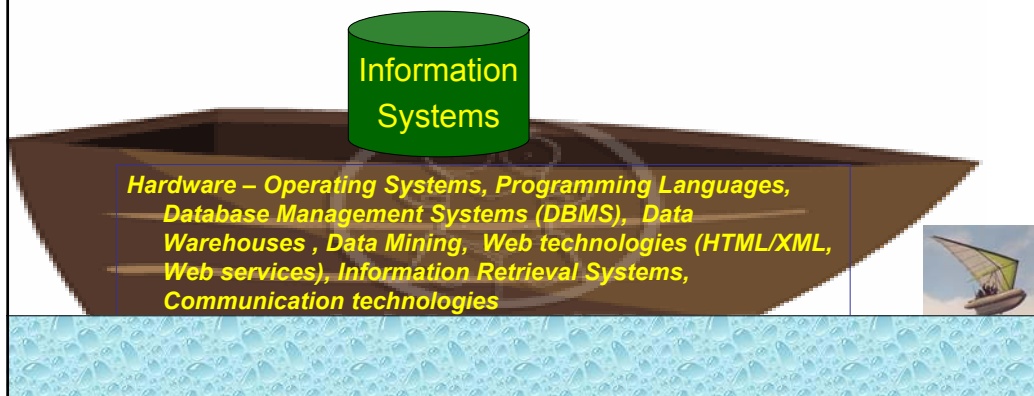 Information
Systems
Hardware – Operating Systems, Programming Languages,
Database Management Systems (DBMS), Data
Warehouses , Data Mining, Web technologies (HTML/XML,
Web services), Information Retrieval Systems,
Communication technologies